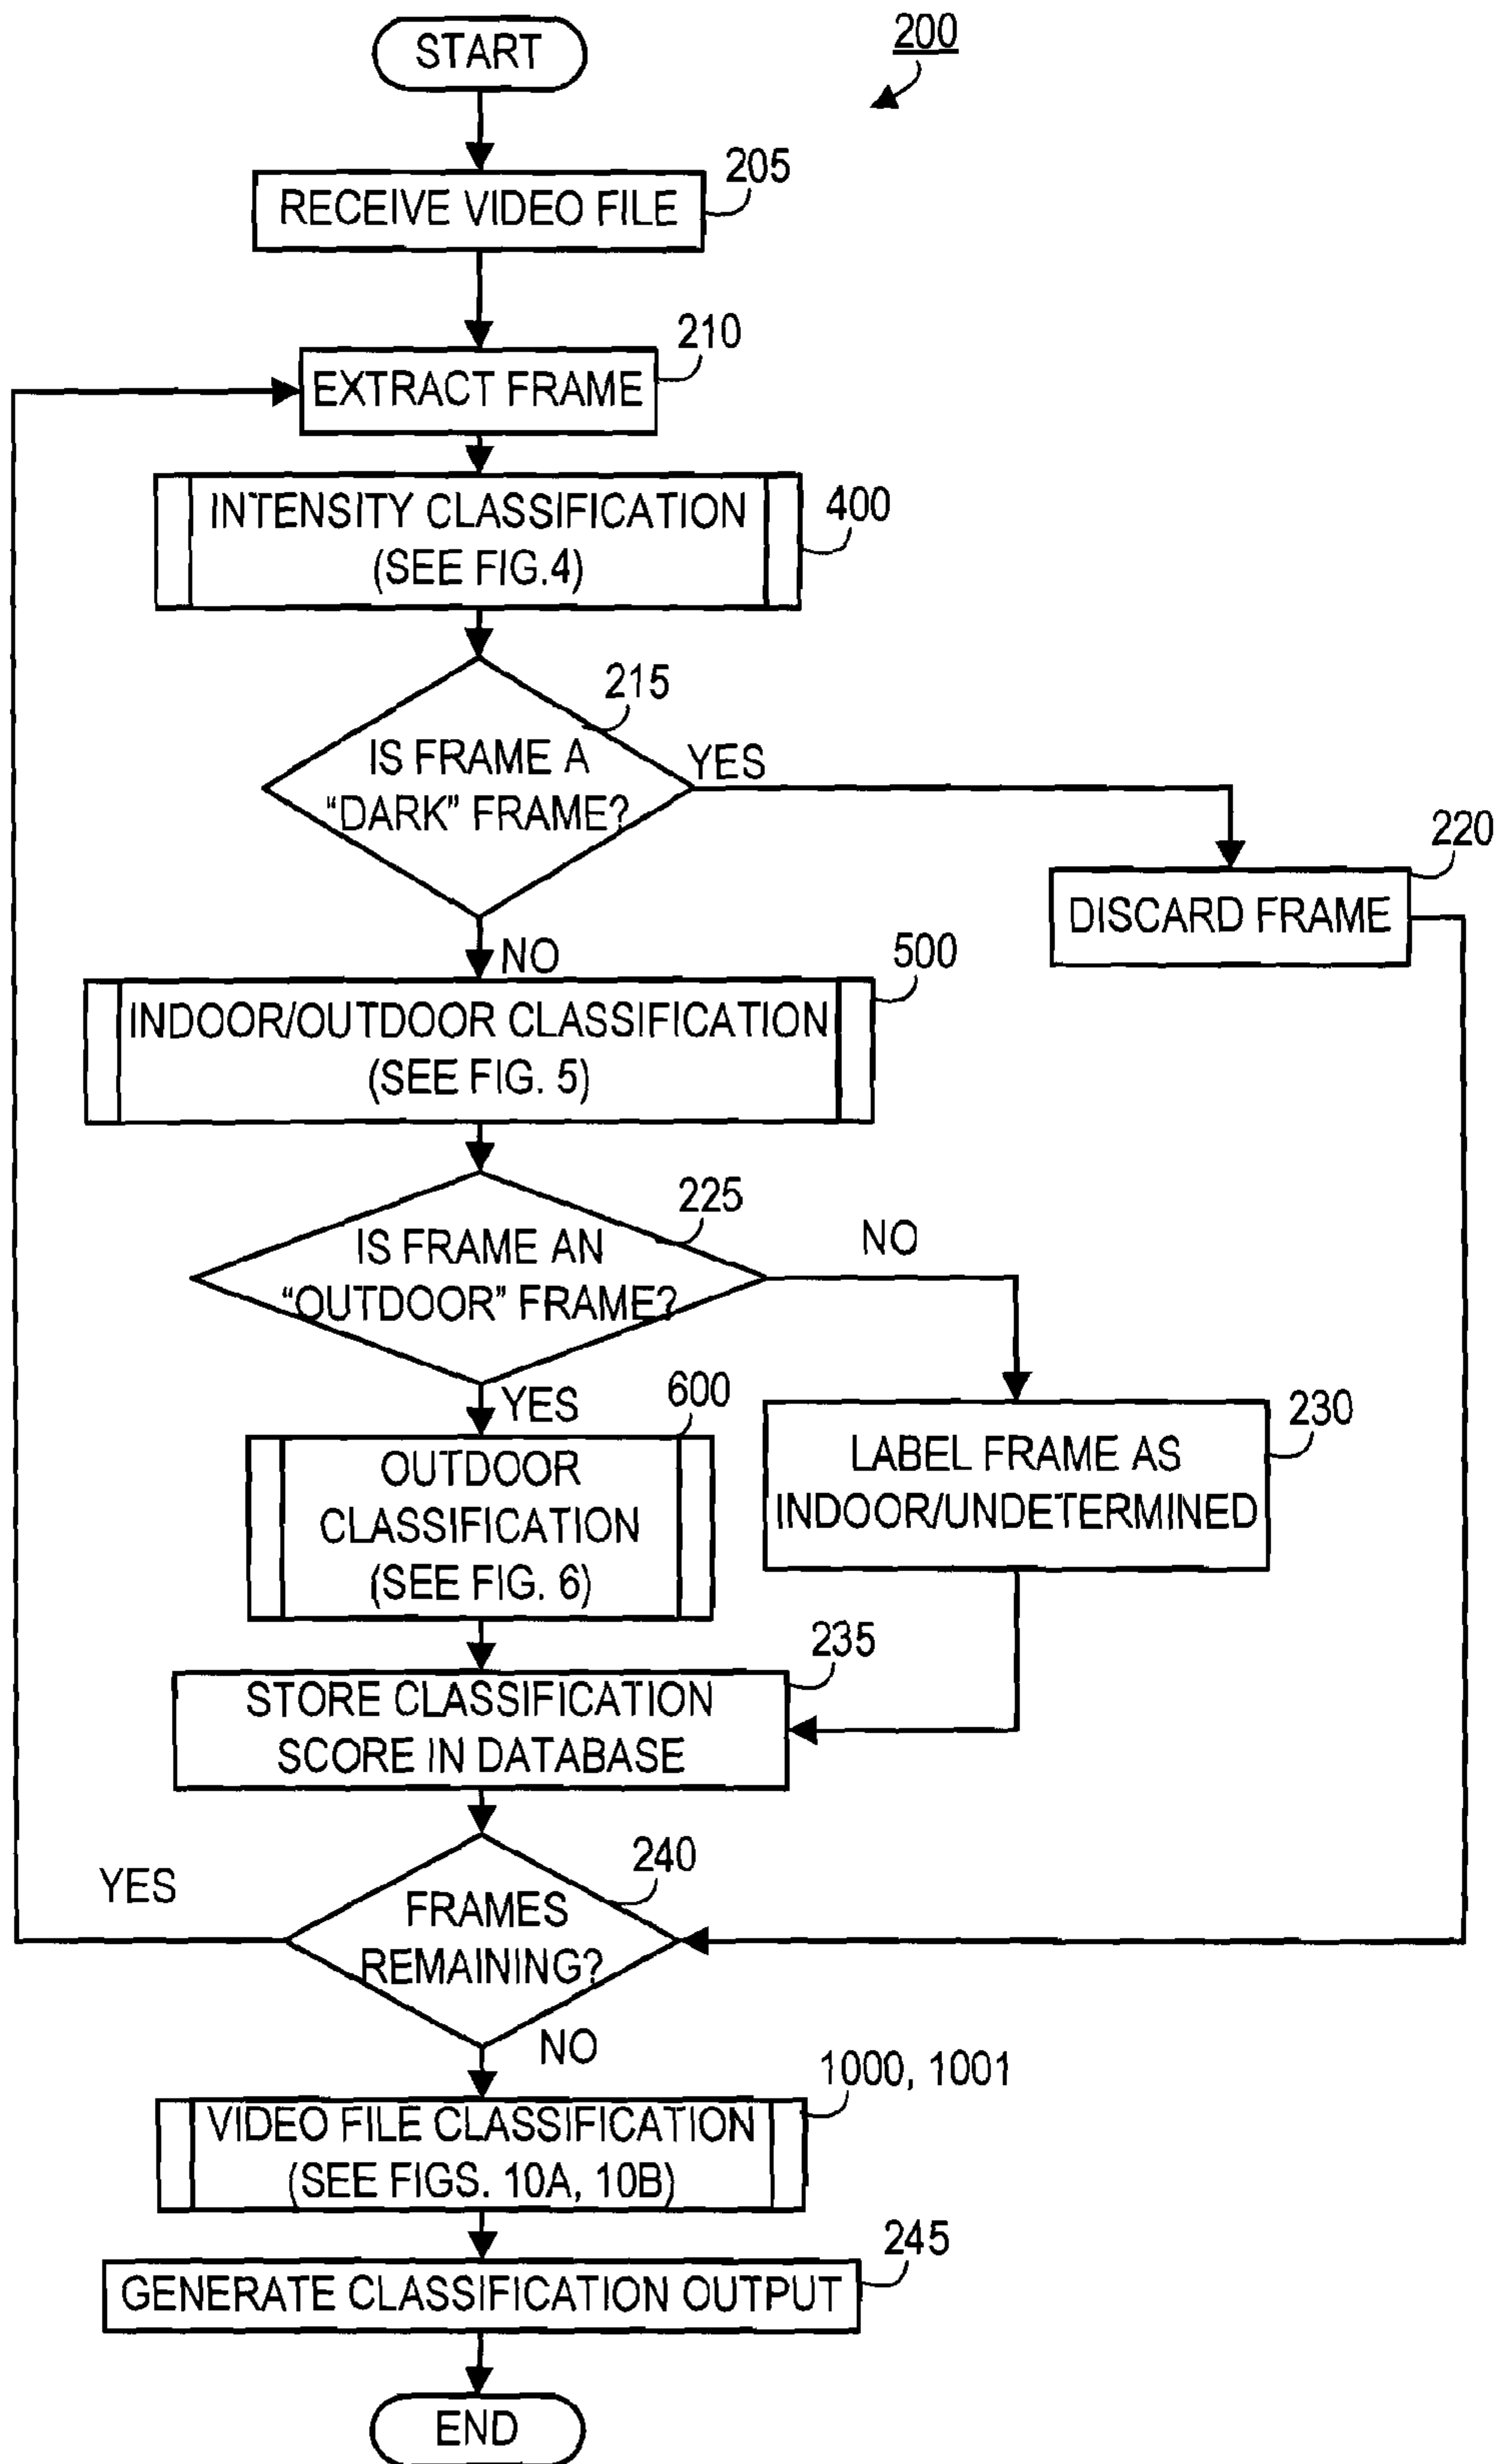 START
200
RECEIVE VIDEO FILE
205
EXTRACT FRAME
210
INTENSITY CLASSIFICATION
(SEE FIG.4)
400
IS FRAME A
“DARK” FRAME?
215
YES
DISCARD FRAME
220
NO
INDOOR/OUTDOOR CLASSIFICATION
(SEE FIG. 5)
500
IS FRAME AN
“OUTDOOR” FRAME?
225
NO
YES
OUTDOOR
CLASSIFICATION
(SEE FIG. 6)
600
LABEL FRAME AS
INDOOR/UNDETERMINED
230
STORE CLASSIFICATION
SCORE IN DATABASE
235
FRAMES
REMAINING?
240
YES
NO
VIDEO FILE CLASSIFICATION
(SEE FIGS. 10A, 10B)
1000, 1001
GENERATE CLASSIFICATION OUTPUT
245
END